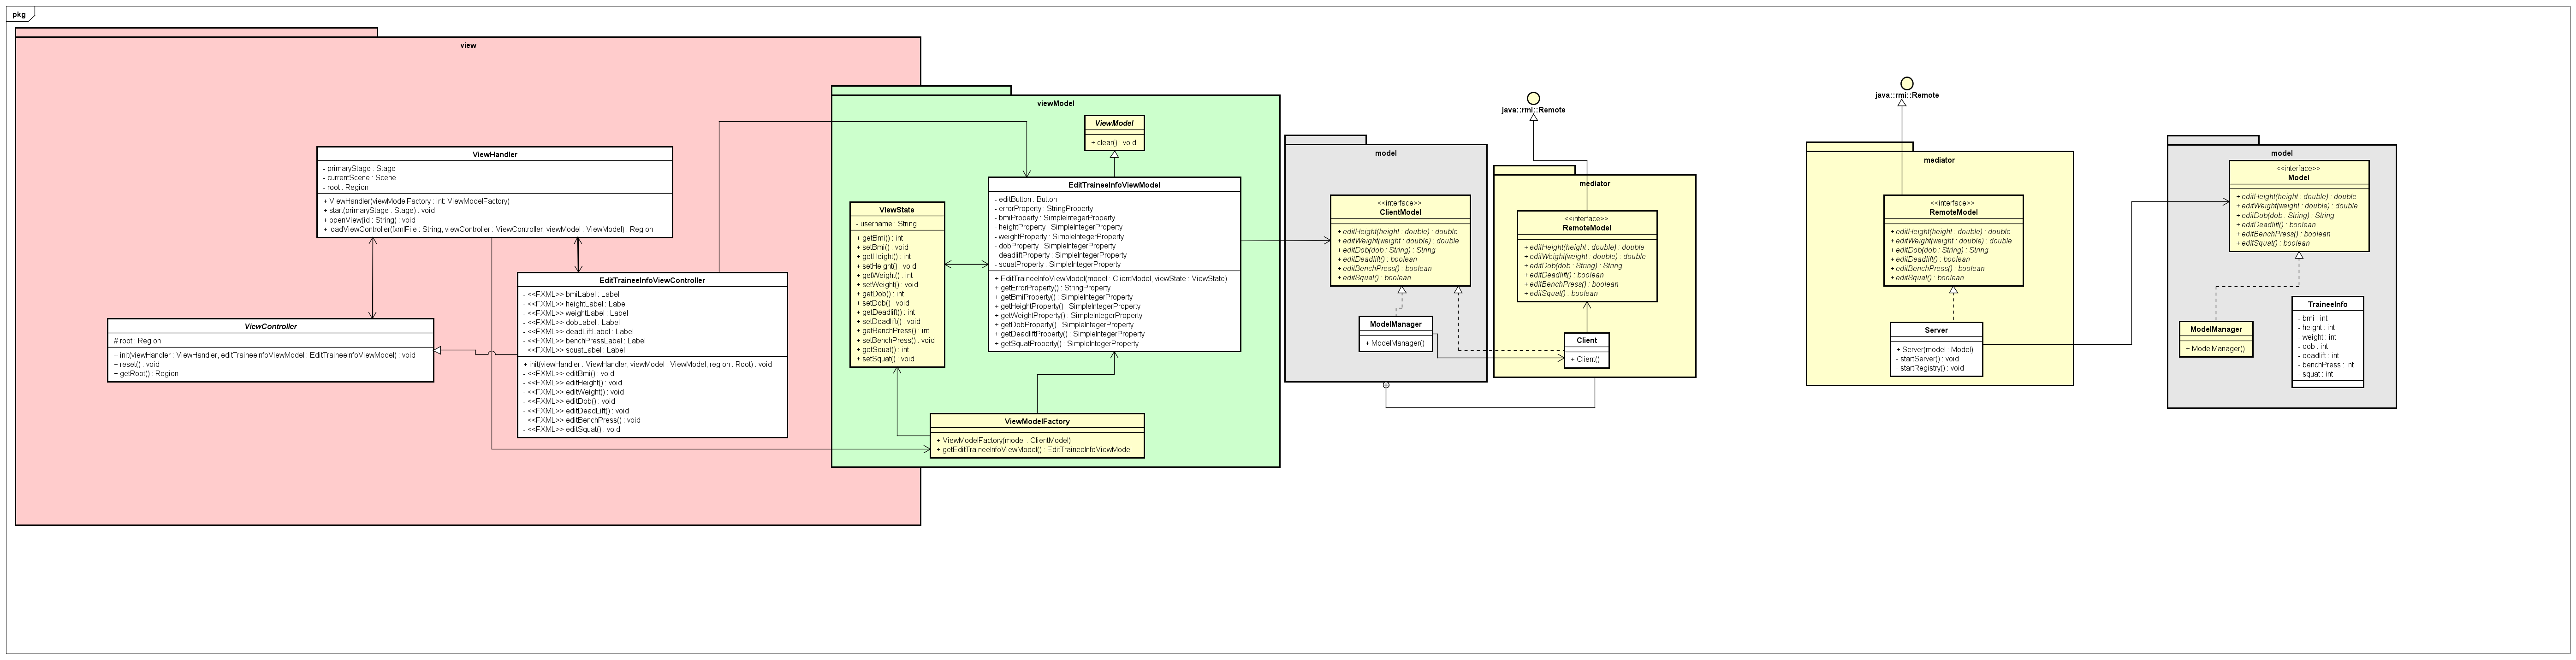 pkg
view
ViewHandler
- primaryStage : Stage
- currentScene : Scene
- root : Region
+ ViewHandler(viewModelFactory : int: ViewModelFactory)
+ start(primaryStage : Stage) : void
+ openView(id : String) : void
+ loadViewController(fxmlFile : String, viewController : ViewController, viewModel : ViewModel) : Region
ViewController
# root : Region
+ init(viewHandler : ViewHandler, editTraineeInfoViewModel : EditTraineeInfoViewModel) : void
+ reset() : void
+ getRoot() : Region
EditTraineeInfoViewController
- <<FXML>> bmiLabel : Label
- <<FXML>> heightLabel : Label
- <<FXML>> weightLabel : Label
- <<FXML>> dobLabel : Label
- <<FXML>> deadLiftLabel : Label
- <<FXML>> benchPressLabel : Label
- <<FXML>> squatLabel : Label
+ init(viewHandler : ViewHandler, viewModel : ViewModel, region : Root) : void
- <<FXML>> editBmi() : void
- <<FXML>> editHeight() : void
- <<FXML>> editWeight() : void
- <<FXML>> editDob() : void
- <<FXML>> editDeadLift() : void
- <<FXML>> editBenchPress() : void
- <<FXML>> editSquat() : void
viewModel
ViewModel
+ clear() : void
ViewState
- username : String
+ getBmi() : int
+ setBmi() : void
+ getHeight() : int
+ setHeight() : void
+ getWeight() : int
+ setWeight() : void
+ getDob() : int
+ setDob() : void
+ getDeadlift() : int
+ setDeadlift() : void
+ getBenchPress() : int
+ setBenchPress() : void
+ getSquat() : int
+ setSquat() : void
EditTraineeInfoViewModel
- editButton : Button
- errorProperty : StringProperty
- bmiProperty : SimpleIntegerProperty
- heightProperty : SimpleIntegerProperty
- weightProperty : SimpleIntegerProperty
- dobProperty : SimpleIntegerProperty
- deadliftProperty : SimpleIntegerProperty
- squatProperty : SimpleIntegerProperty
+ EditTraineeInfoViewModel(model : ClientModel, viewState : ViewState)
+ getErrorProperty() : StringProperty
+ getBmiProperty() : SimpleIntegerProperty
+ getHeightProperty() : SimpleIntegerProperty
+ getWeightProperty() : SimpleIntegerProperty
+ getDobProperty() : SimpleIntegerProperty
+ getDeadliftProperty() : SimpleIntegerProperty
+ getSquatProperty() : SimpleIntegerProperty
ViewModelFactory
+ ViewModelFactory(model : ClientModel)
+ getEditTraineeInfoViewModel() : EditTraineeInfoViewModel
model
<<interface>>
ClientModel
+ editHeight(height : double) : double
+ editWeight(weight : double) : double
+ editDob(dob : String) : String
+ editDeadlift() : boolean
+ editBenchPress() : boolean
+ editSquat() : boolean
ModelManager
+ ModelManager()
java::rmi::Remote
mediator
<<interface>>
RemoteModel
+ editHeight(height : double) : double
+ editWeight(weight : double) : double
+ editDob(dob : String) : String
+ editDeadlift() : boolean
+ editBenchPress() : boolean
+ editSquat() : boolean
Client
+ Client()
java::rmi::Remote
mediator
<<interface>>
RemoteModel
+ editHeight(height : double) : double
+ editWeight(weight : double) : double
+ editDob(dob : String) : String
+ editDeadlift() : boolean
+ editBenchPress() : boolean
+ editSquat() : boolean
Server
+ Server(model : Model)
- startServer() : void
- startRegistry() : void
model
<<interface>>
Model
+ editHeight(height : double) : double
+ editWeight(weight : double) : double
+ editDob(dob : String) : String
+ editDeadlift() : boolean
+ editBenchPress() : boolean
+ editSquat() : boolean
ModelManager
+ ModelManager()
TraineeInfo
- bmi : int
- height : int
- weight : int
- dob : int
- deadlift : int
- benchPress : int
- squat : int